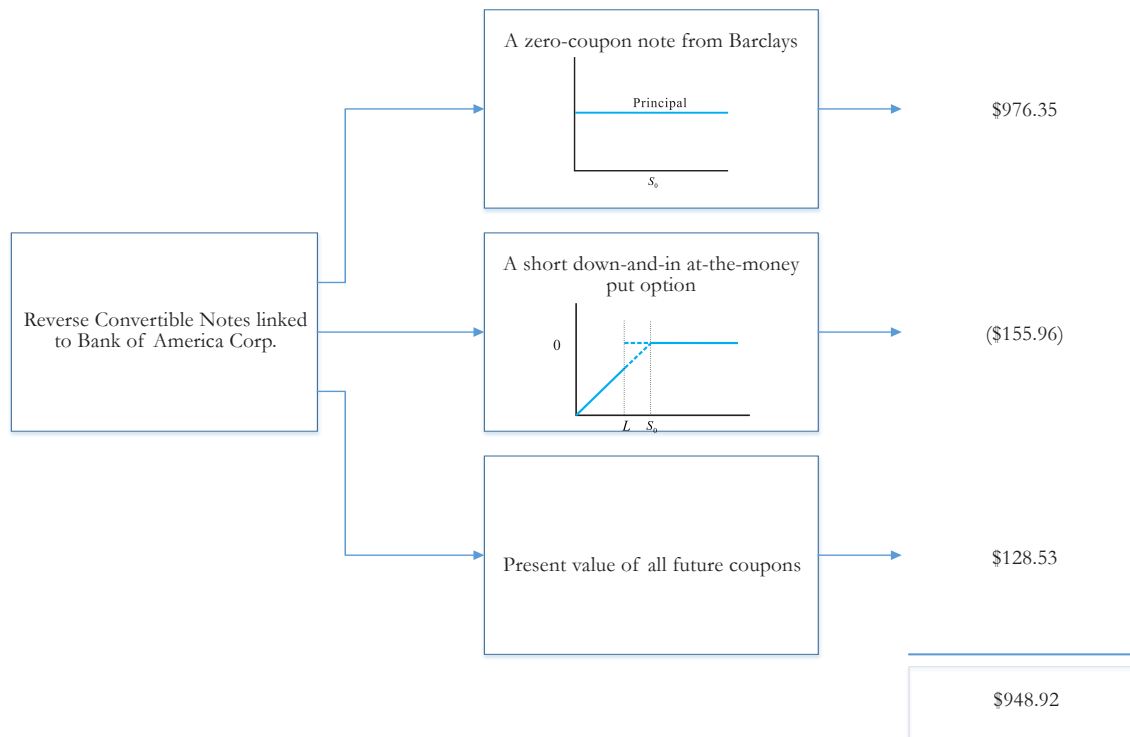 A zero-coupon note from Barclays
Principal
S₀
$976.35
Reverse Convertible Notes linked
to Bank of America Corp.
A short down-and-in at-the-money
put option
0
L S₀
($155.96)
Present value of all future coupons
$128.53
$948.92